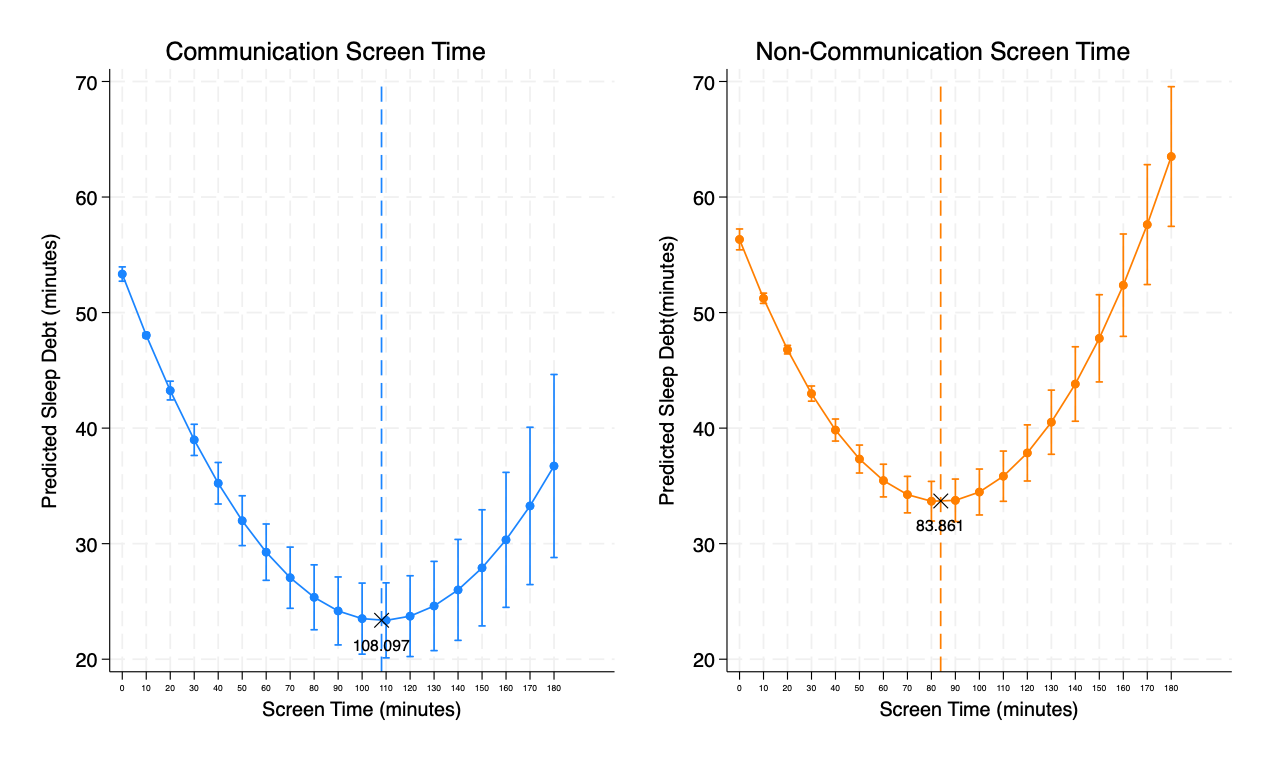 Communication Screen Time
70
60
50
40
30
20
Predicted Sleep Debt (minutes)
108.097
0 10 20 30 40 50 60 70 80 90 100 110 120 130 140 150 160 170 180
Screen Time (minutes)
Non-Communication Screen Time
70
60
50
40
30
20
Predicted Sleep Debt(minutes)
83.861
0 10 20 30 40 50 60 70 80 90 100 110 120 130 140 150 160 170 180
Screen Time (minutes)